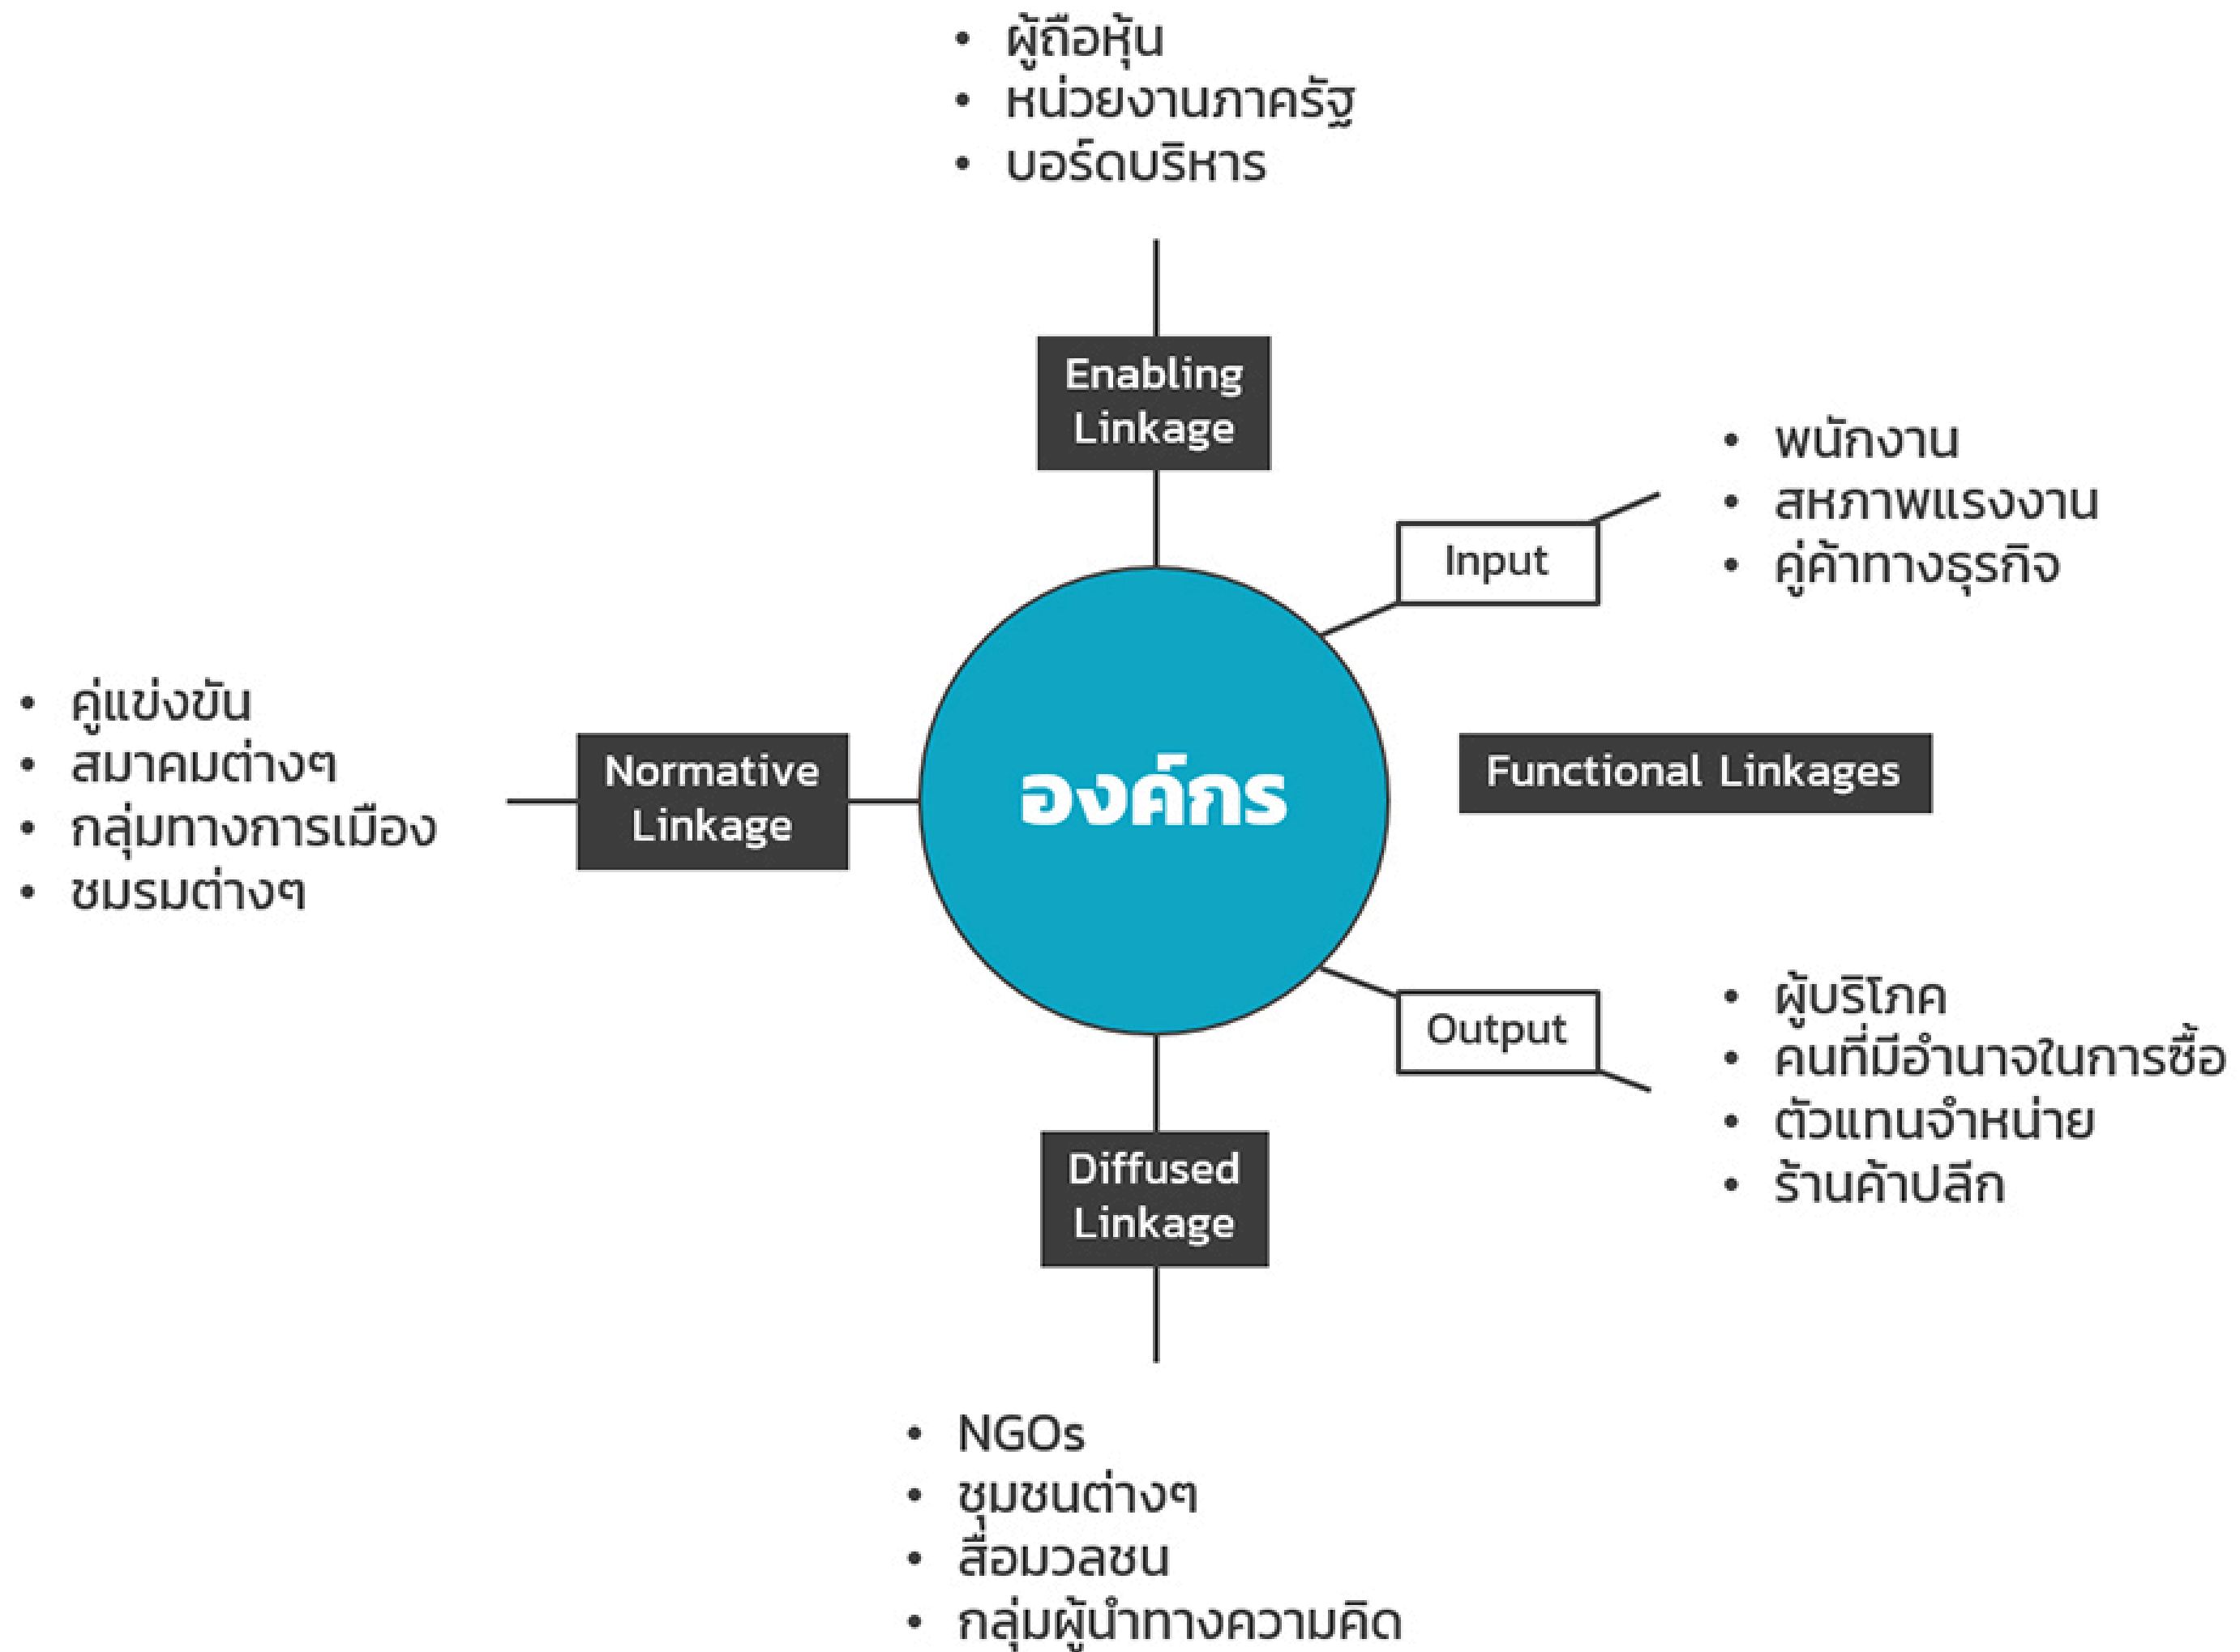 • ผู้ถือหุ้น
• หน่วยงานภาครัฐ
• บอร์ดบริหาร
Enabling
Linkage
Input
• พนักงาน
• สหภาพแรงงาน
• คู่ค้าทางธุรกิจ
• คู่แข่งขัน
• สมาคมต่างๆ
• กลุ่มทางการเมือง
• ชมรมต่างๆ
Normative
Linkage
องค์กร
Functional Linkages
Output
• ผู้บริโภค
• คนที่มีอำนาจในการซื้อ
• ตัวแทนจำหน่าย
• ร้านค้าปลีก
Diffused
Linkage
• NGOs
• ชุมชนต่างๆ
• สื่อมวลชน
• กลุ่มผู้นำทางความคิด